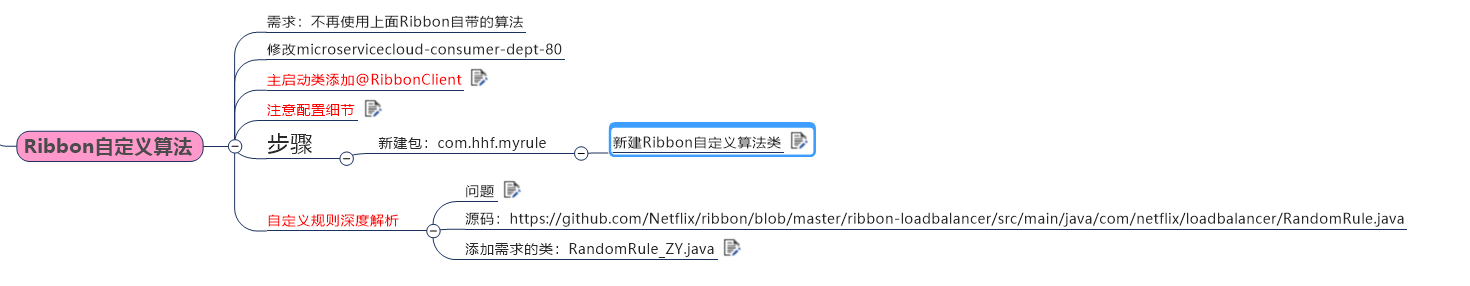 需求：不再使用上面Ribbon自带的算法
修改microservicecloud-consumer-dept-80
主启动类添加@RibbonClient
注意配置细节
Ribbon自定义算法
步骤
新建包：com.hhf.myrule
新建Ribbon自定义算法类
自定义规则深度解析
问题
源码：https://github.com/Netflix/ribbon/blob/master/ribbon-loadbalancer/src/main/java/com/netflix/loadbalancer/RandomRule.java
添加需求的类：RandomRule_ZY.java